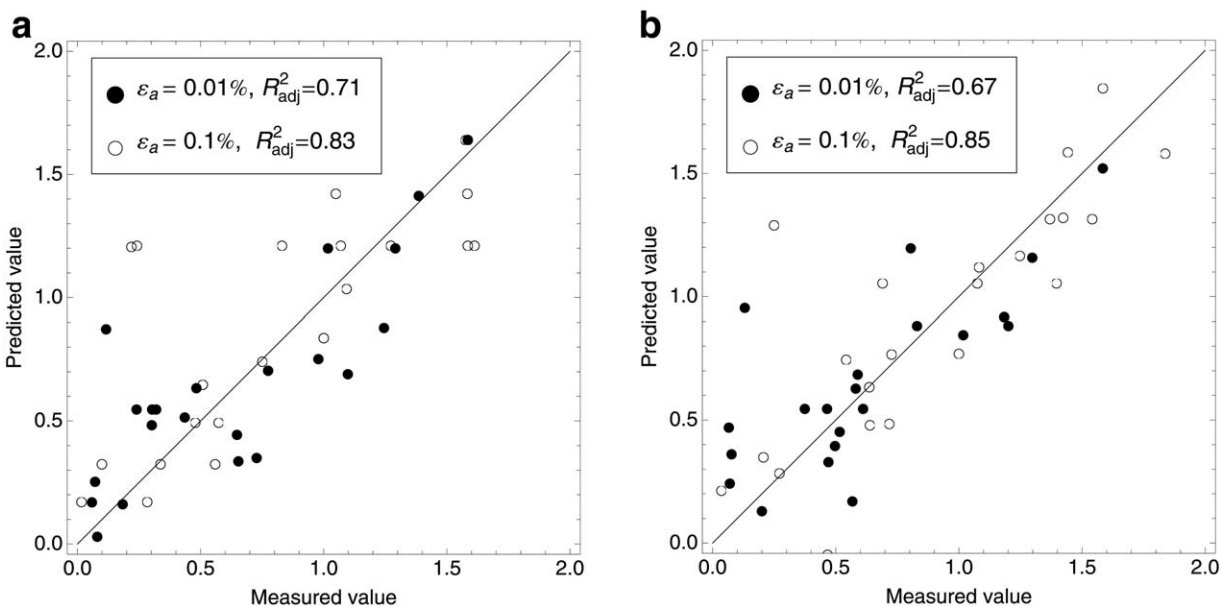 a
2.0
1.5
1.0
0.5
0.0
Predicted value
εa = 0.01%, R²adj=0.71
εa = 0.1%, R²adj=0.83
0.0 0.5 1.0 1.5 2.0
Measured value
b
2.0
1.5
1.0
0.5
0.0
Predicted value
εa = 0.01%, R²adj=0.67
εa = 0.1%, R²adj=0.85
0.0 0.5 1.0 1.5 2.0
Measured value